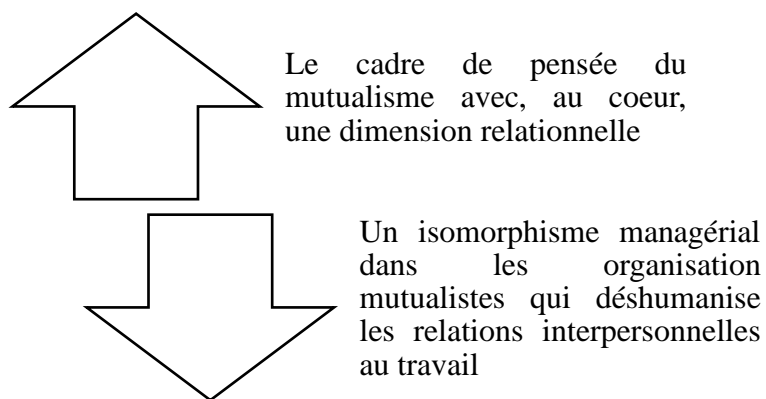 Le cadre de pensée du
mutualisme avec, au coeur,
une dimension relationnelle
Un isomorphisme managérial
dans les organisation
mutualistes qui déshumanise
les relations interpersonnelles
au travail